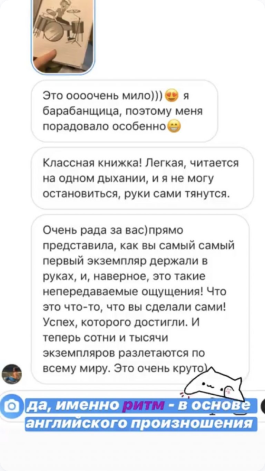 Это оооочень мило)))😍 я
барабанщица, поэтому меня
порадовало особенно😁
Классная книжка! Легкая, читается
на одном дыхании, и я не могу
остановиться, руки сами тянутся.
Очень рада за вас)прямо
представила, как вы самый самый
первый экземпляр держали в
руках, и, наверное, это такие
непередаваемые ощущения! Что
это что-то, что вы сделали сами!
Успех, которого достигли. И
теперь сотни и тысячи
экземпляров разлетаются по
всему миру. Это очень круто)
да, именно ритм - в основе
английского произношения